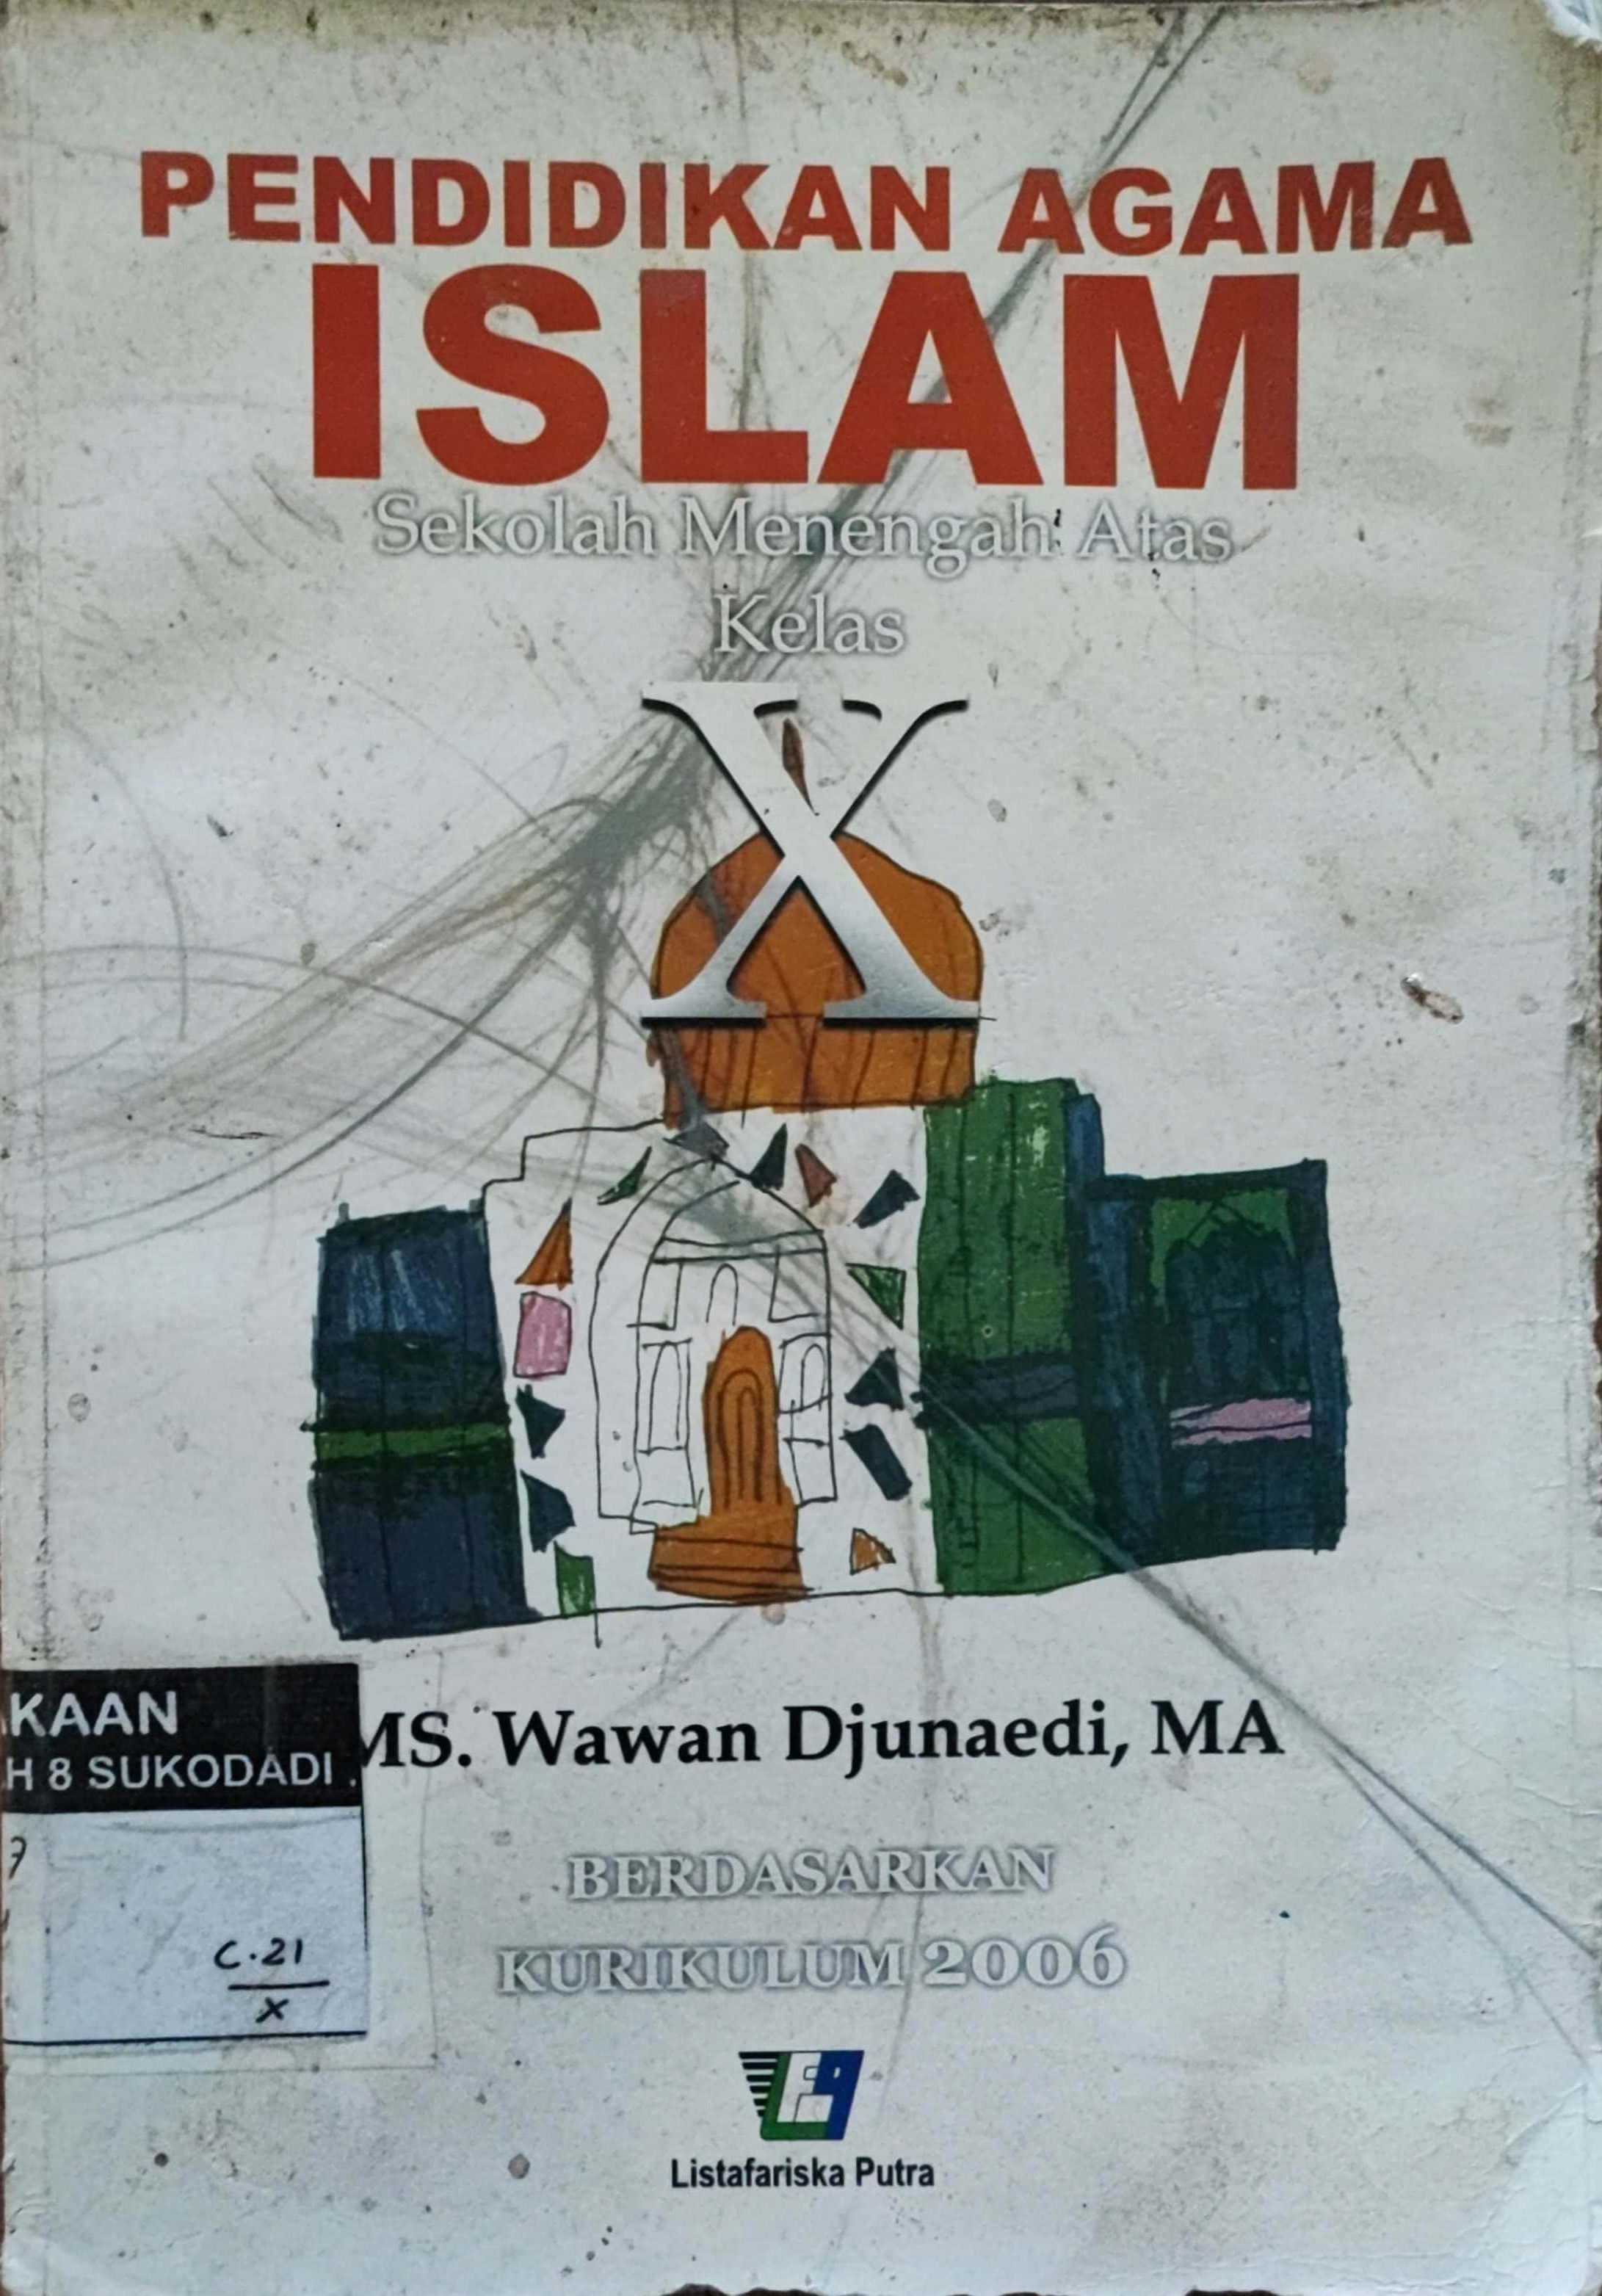 PENDIDIKAN AGAMA
ISLAM
Sekolah Menengah Atas
Kelas
X
KAAN
H 8 SUKODADI
MS. Wawan Djunaedi, MA
C.21
X
BERDASARKAN
KURIKULUM 2006
Listafariska Putra